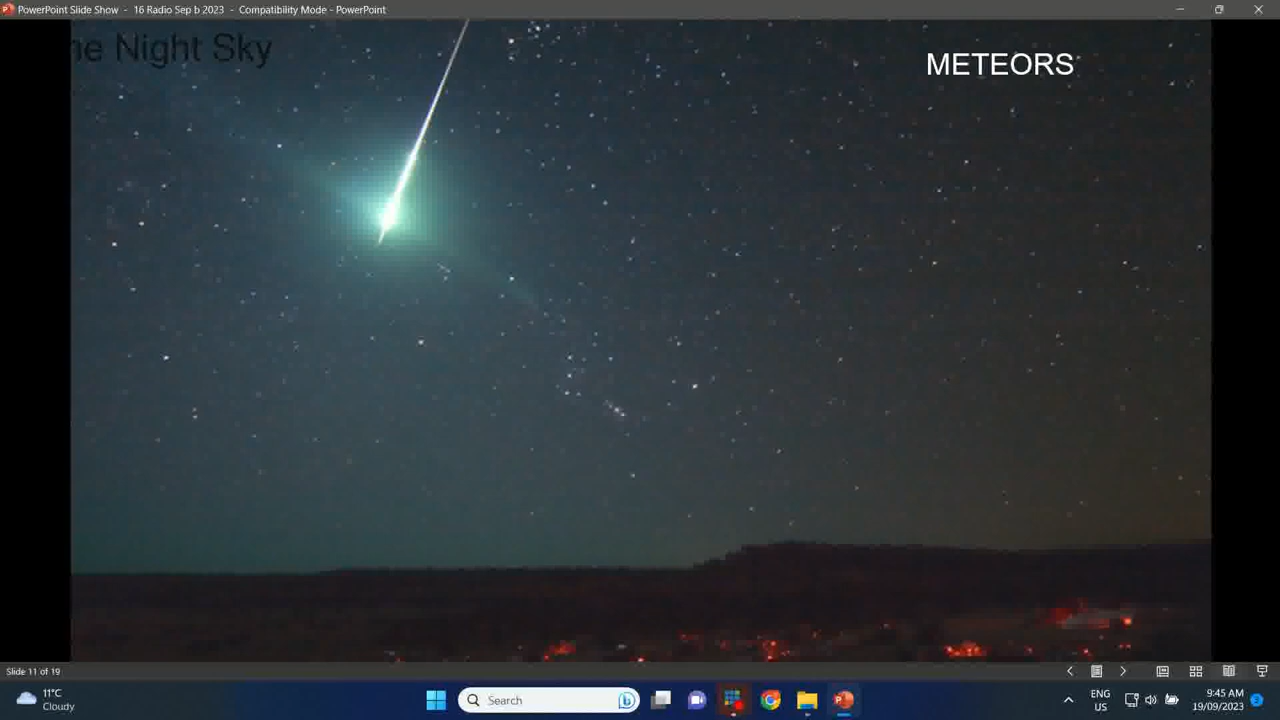 PowerPoint Slide Show - 16 Radio Sep b 2023 - Compatibility Mode - PowerPoint
he Night Sky
METEORS
Slide 11 of 19
11°C
Cloudy
Search
ENG
US
9:45 AM
19/09/2023